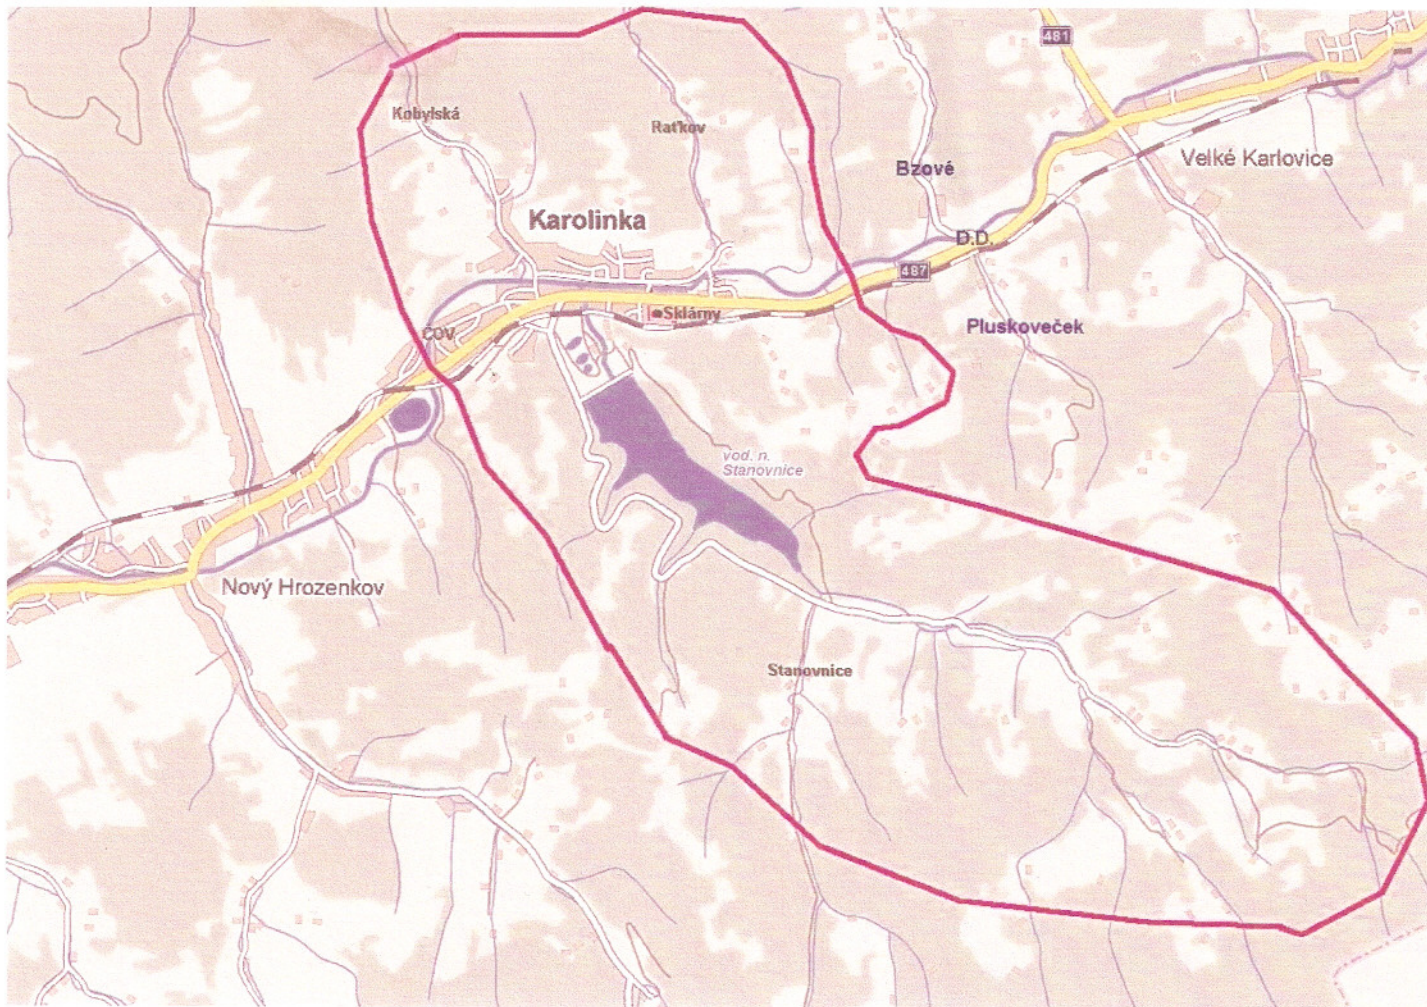 481
Kobylská
Raťkov
Bzové
Velké Karlovice
Karolinka
D.D.
487
Sklárny
ČOV
Pluskoveček
vod. n.
Stanovnice
Nový Hrozenkov
Stanovnice